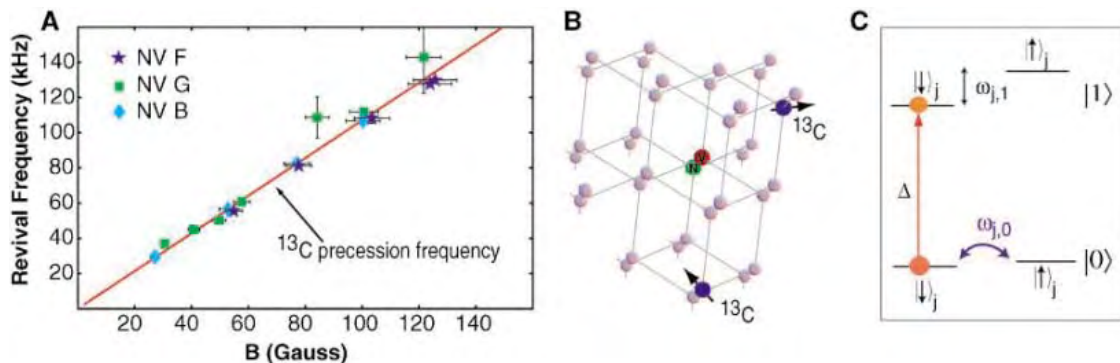 A
Revival Frequency (kHz)
140
120
100
80
60
40
20
NV F
NV G
NV B
¹³C precession frequency
20 40 60 80 100 120 140
B (Gauss)
B
¹³C
N V
¹³C
C
|↑⟩j
|↓⟩j
ωj,1
|1⟩
Δ
ωj,0
|0⟩
|↓⟩j
|↑⟩j